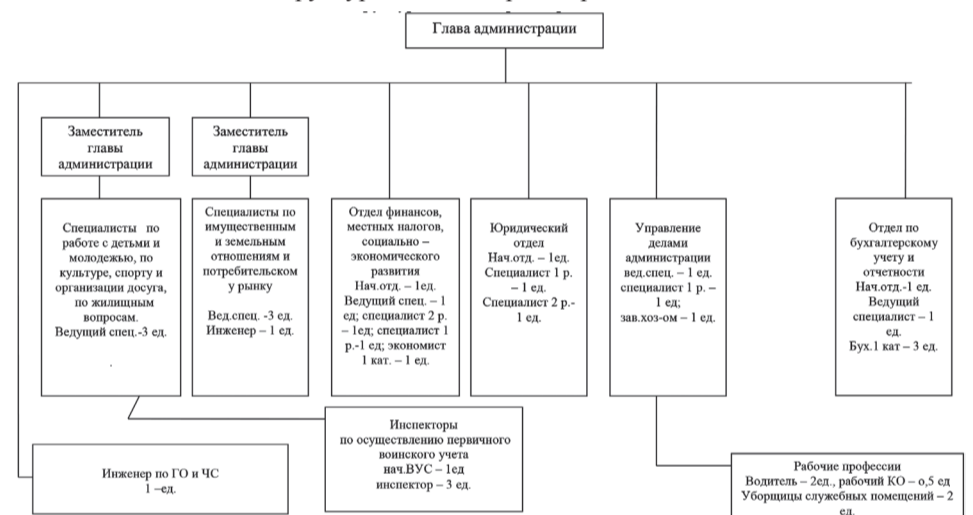 Глава администрации
Заместитель
главы
администрации
Заместитель
главы
администрации
Специалисты по
работе с детьми и
молодежью, по
культуре, спорту и
организации досуга,
по жилищным
вопросам.
Ведущий спец.-3 ед.
.
Специалисты по
имущественным
и земельным
отношениям и
потребительском
у рынку
Вед.спец. -3 ед.
Инженер – 1 ед.
Отдел финансов,
местных налогов,
социально –
экономического
развития
Нач.отд. – 1ед.
Ведущий спец. – 1
ед; специалист 2 р.
– 1ед; специалист 1
р.-1 ед; экономист
1 кат. – 1 ед.
Юридический
отдел
Нач.отд. – 1ед.
Специалист 1 р.
– 1 ед.
Специалист 2 р.-
1 ед.
Управление
делами
администрации
вед.спец. – 1 ед.
специалист 1 р. –
1 ед;
зав.хоз-ом – 1 ед.
Отдел по
бухгалтерскому
учету и
отчетности
Нач.отд.-1 ед.
Ведущий
специалист – 1
ед.
Бух.1 кат – 3 ед.
Инспекторы
по осуществлению первичного
воинского учета
нач.ВУС – 1ед
инспектор – 3 ед.
Инженер по ГО и ЧС
1 –ед.
Рабочие профессии
Водитель – 2ед., рабочий КО – о,5 ед
Уборщицы служебных помещений – 2
ед.